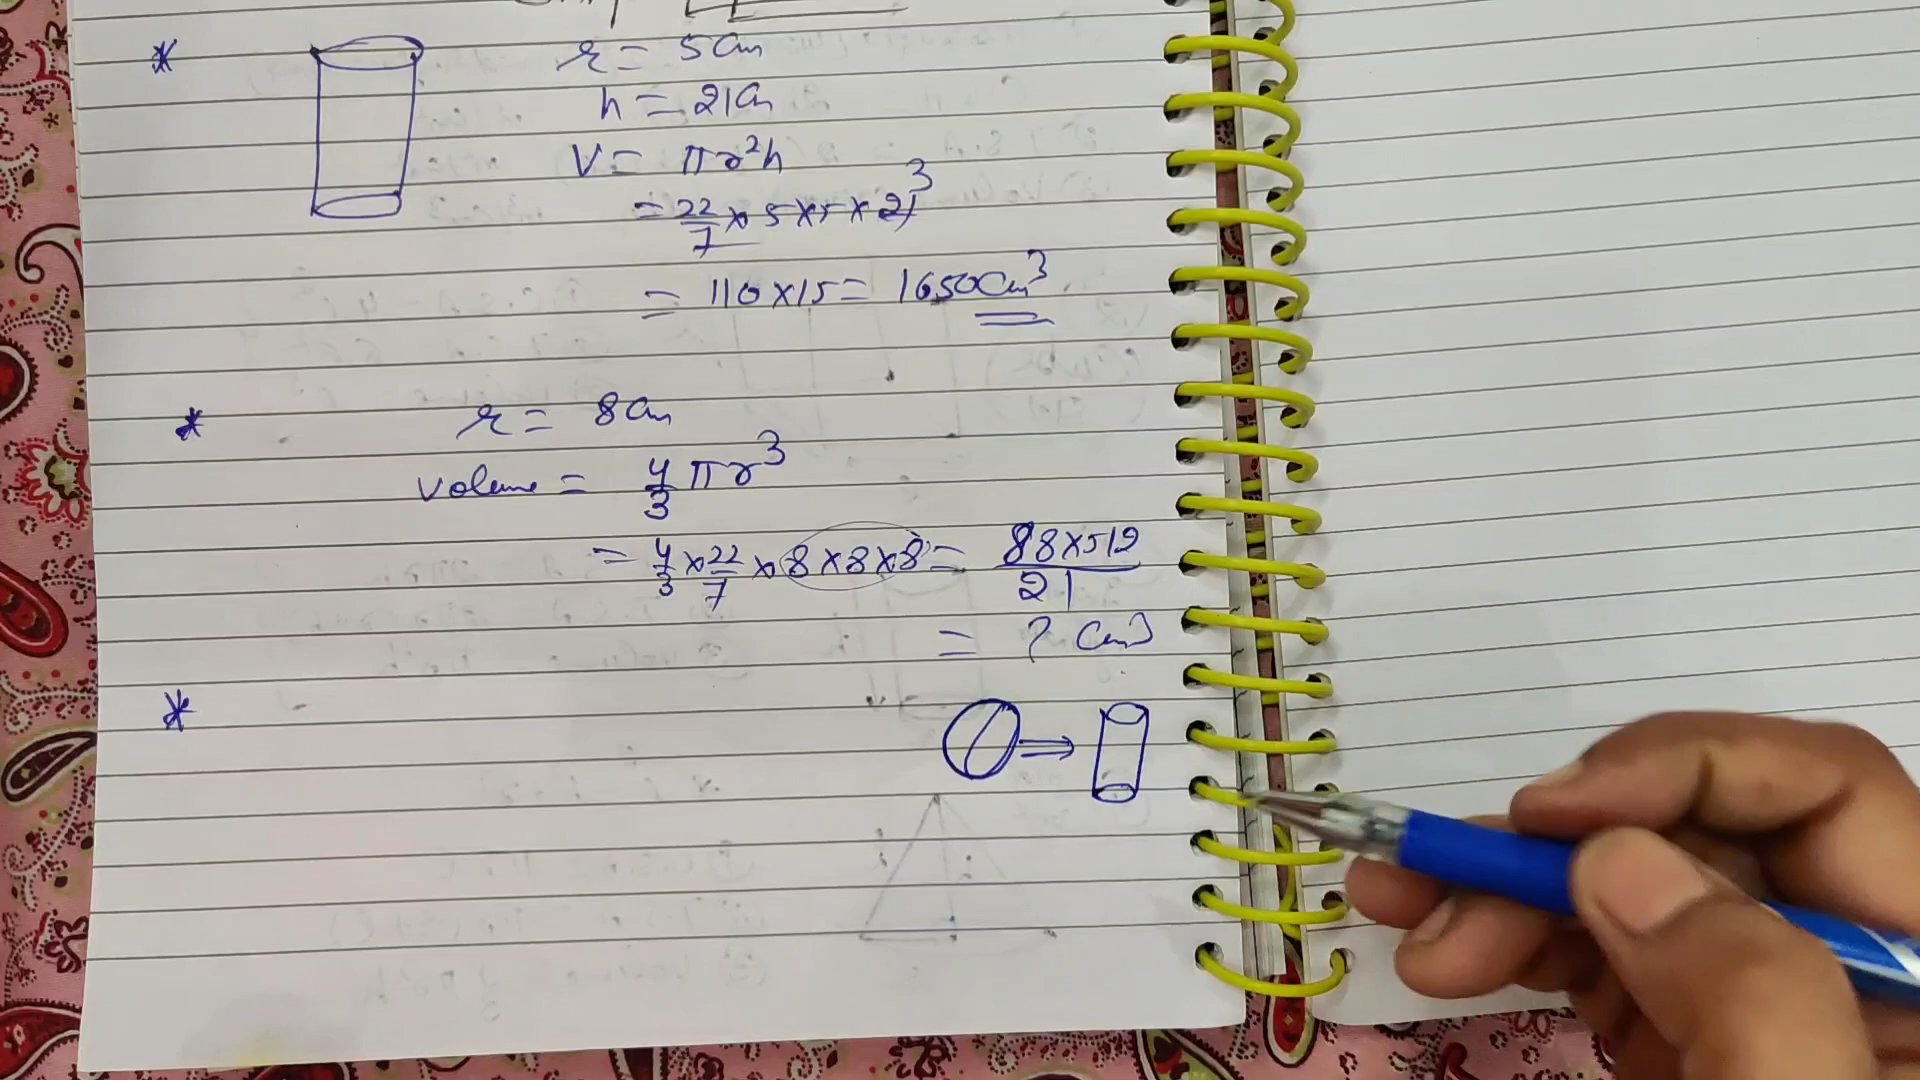 * r = 5cm
h = 21cm
V = πr²h
= 22/7 × 5×5×21 3
= 110×15 = 1650cm³
* r = 8cm
volume = 4/3 πr³
= 4/3 × 22/7 × 8×8×8 = 88×512/21
= ? cm³
* ⇒